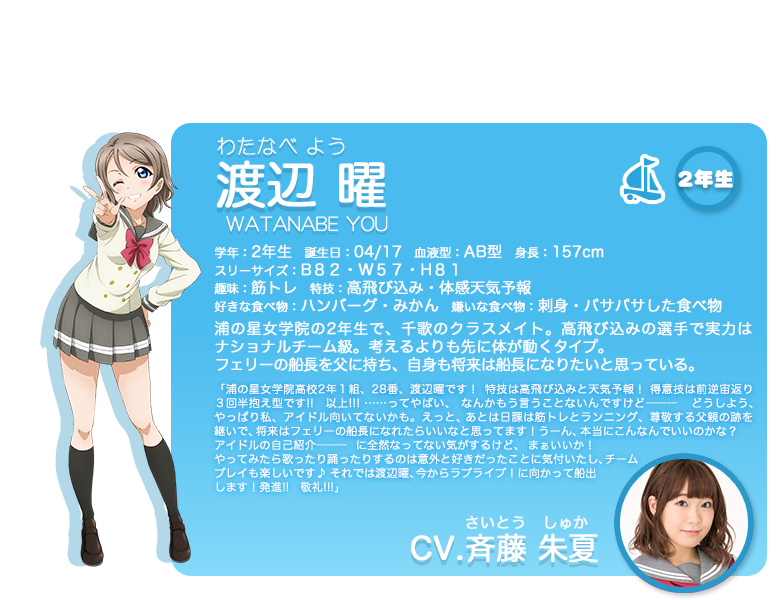 わたなべ よう
渡辺 曜
2年生
WATANABE YOU
学年：2年生　誕生日：04/17　血液型：AB型　身長：157cm
スリーサイズ：B８２・W５７・H８１
趣味：筋トレ　特技：高飛び込み・体感天気予報
好きな食べ物：ハンバーグ・みかん　嫌いな食べ物：刺身・パサパサした食べ物
浦の星女学院の2年生で、千歌のクラスメイト。高飛び込みの選手で実力は
ナショナルチーム級。考えるよりも先に体が動くタイプ。
フェリーの船長を父に持ち、自身も将来は船長になりたいと思っている。
「浦の星女学院高校2年１組、28番、渡辺曜です！ 特技は高飛び込みと天気予報！ 得意技は前逆宙返り
３回半抱え型です!!　以上!!! ……ってやばい、 なんかもう言うことないんですけど―――　どうしよう、
やっぱり私、アイドル向いてないかも。えっと、あとは日課は筋トレとランニング、尊敬する父親の跡を
継いで、将来はフェリーの船長になれたらいいなと思ってます！うーん、本当にこんなんでいいのかな？
アイドルの自己紹介――― に全然なってない気がするけど、 まぁいいか！
やってみたら歌ったり踊ったりするのは意外と好きだったことに気付いたし、チーム
プレイも楽しいです♪ それでは渡辺曜、今からラブライブ！に向かって船出
します！発進!!　敬礼!!!」
さいとう　しゅか
CV.斉藤 朱夏